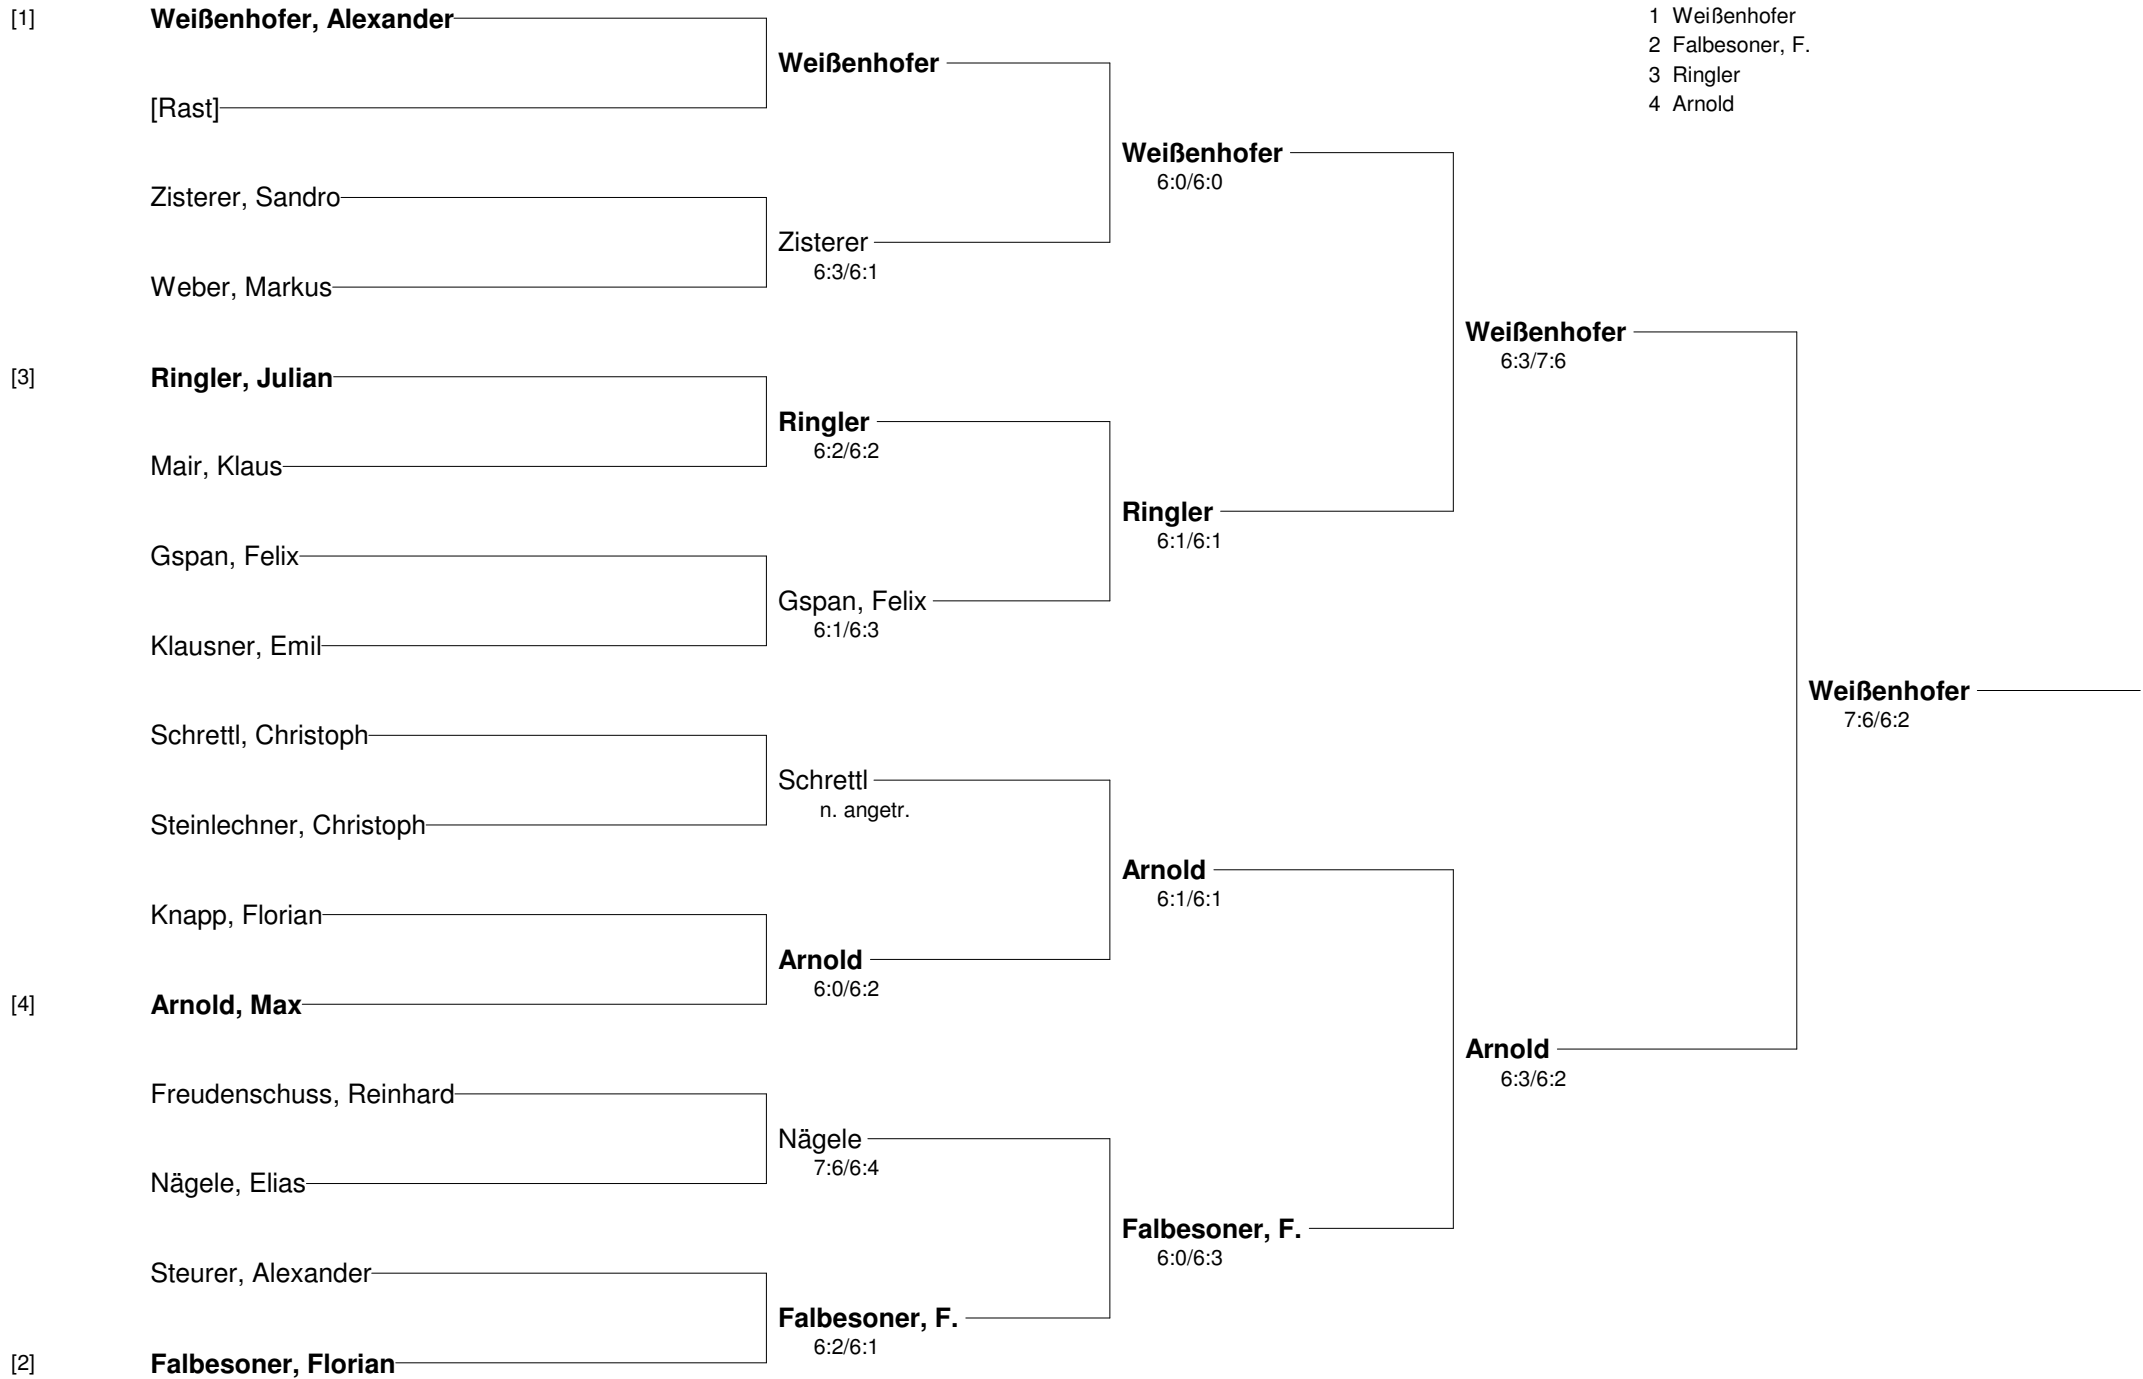 [1] Weißenhofer, Alexander
[Rast]
Zisterer, Sandro
Weber, Markus
[3] Ringler, Julian
Mair, Klaus
Gspan, Felix
Klausner, Emil
Schrettl, Christoph
Steinlechner, Christoph
Knapp, Florian
[4] Arnold, Max
Freudenschuss, Reinhard
Nägele, Elias
Steurer, Alexander
[2] Falbesoner, Florian
Weißenhofer
Zisterer
6:3/6:1
Ringler
6:2/6:2
Gspan, Felix
6:1/6:3
Schrettl
n. angetr.
Arnold
6:0/6:2
Nägele
7:6/6:4
Falbesoner, F.
6:2/6:1
Weißenhofer
6:0/6:0
Ringler
6:1/6:1
Arnold
6:1/6:1
Falbesoner, F.
6:0/6:3
Weißenhofer
6:3/7:6
Arnold
6:3/6:2
Weißenhofer
7:6/6:2
1 Weißenhofer
2 Falbesoner, F.
3 Ringler
4 Arnold